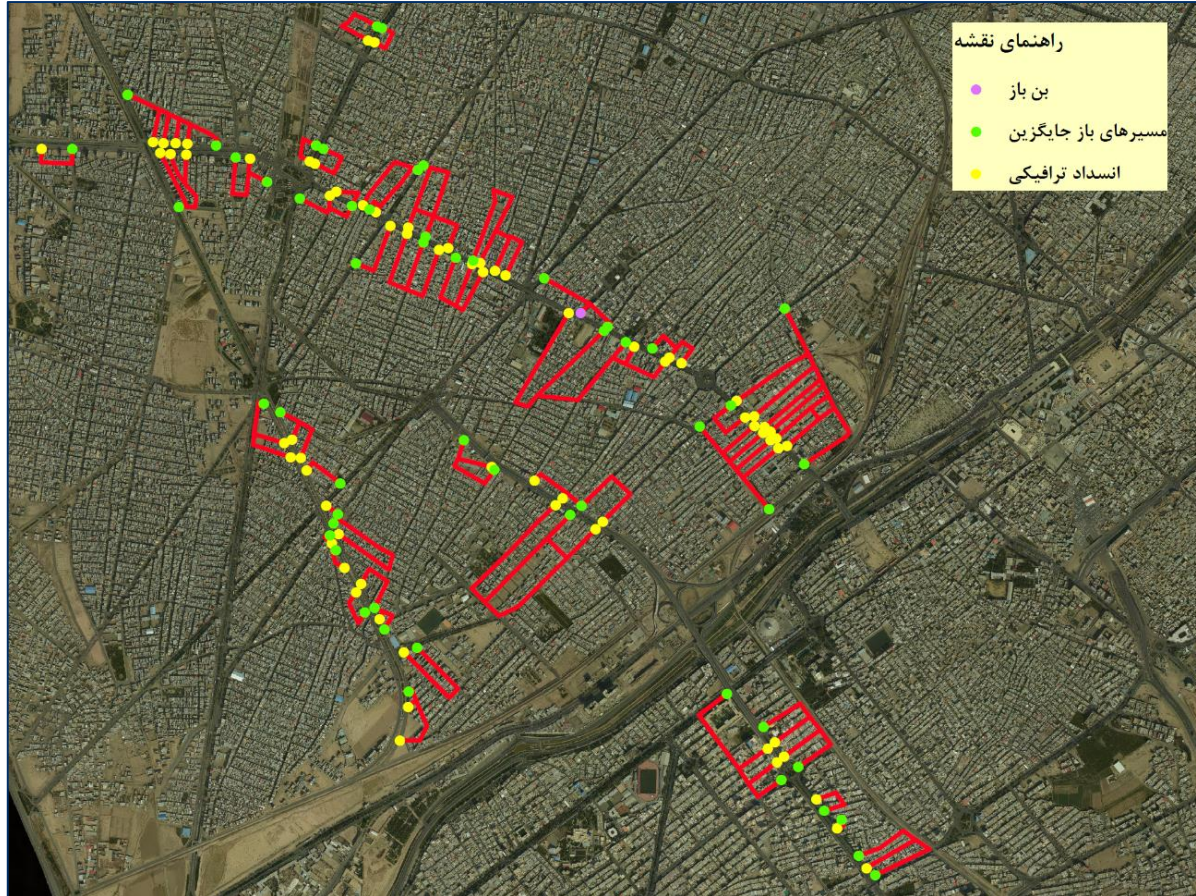 راهنمای نقشه
بن باز
مسیرهای باز جایگزین
انسداد ترافیکی